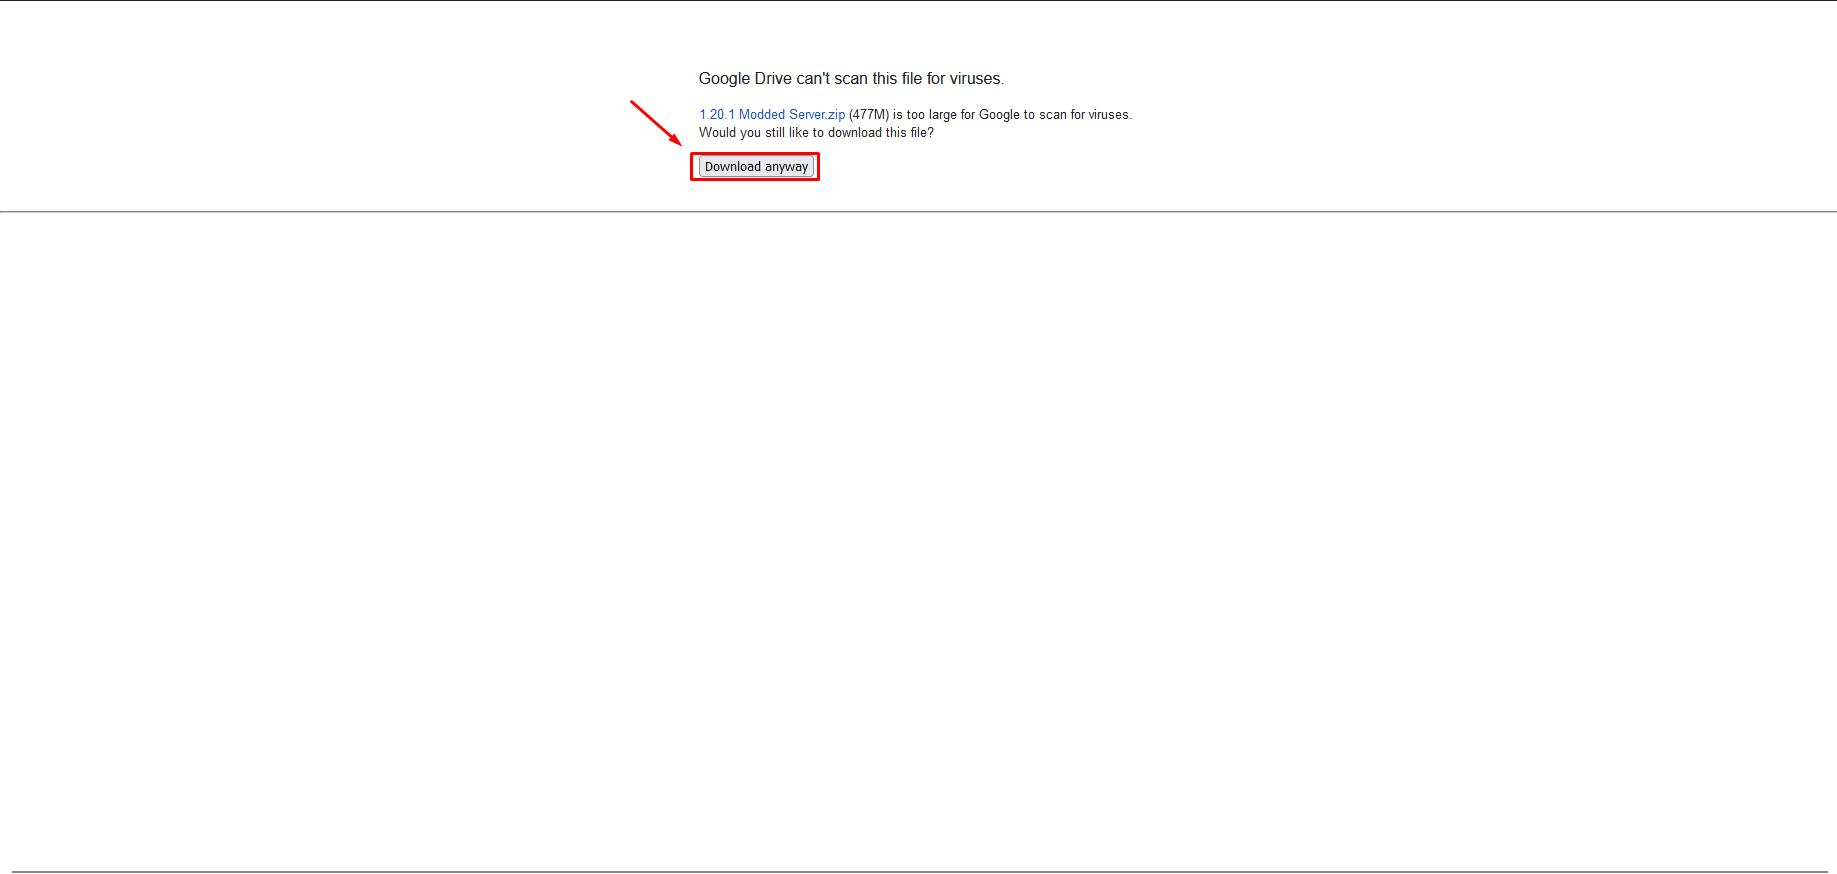 Google Drive can't scan this file for viruses.
1.20.1 Modded Server.zip (477M) is too large for Google to scan for viruses.
Would you still like to download this file?
Download anyway